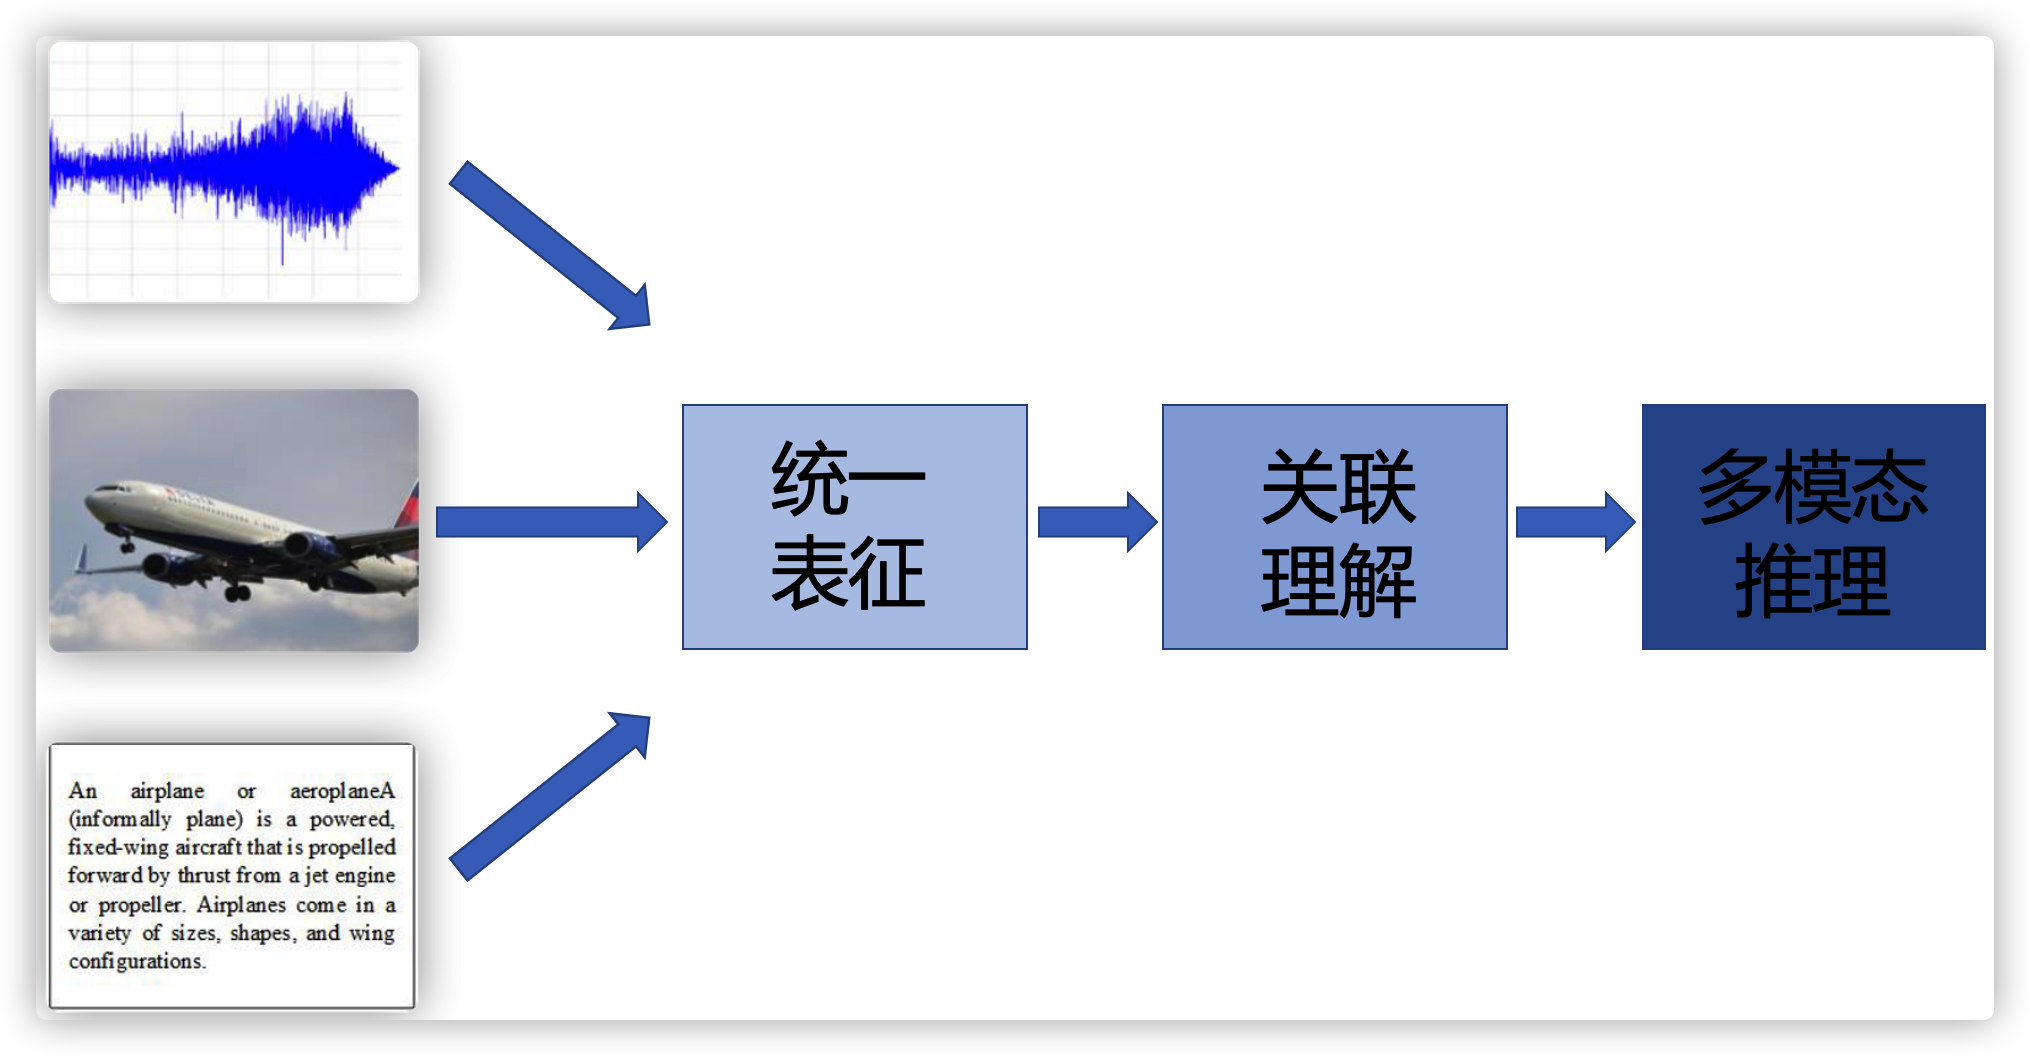 An airplane or aeroplaneA
(informally plane) is a powered,
fixed-wing aircraft that is propelled
forward by thrust from a jet engine
or propeller. Airplanes come in a
variety of sizes, shapes, and wing
configurations.
统一
表征
关联
理解
多模态
推理